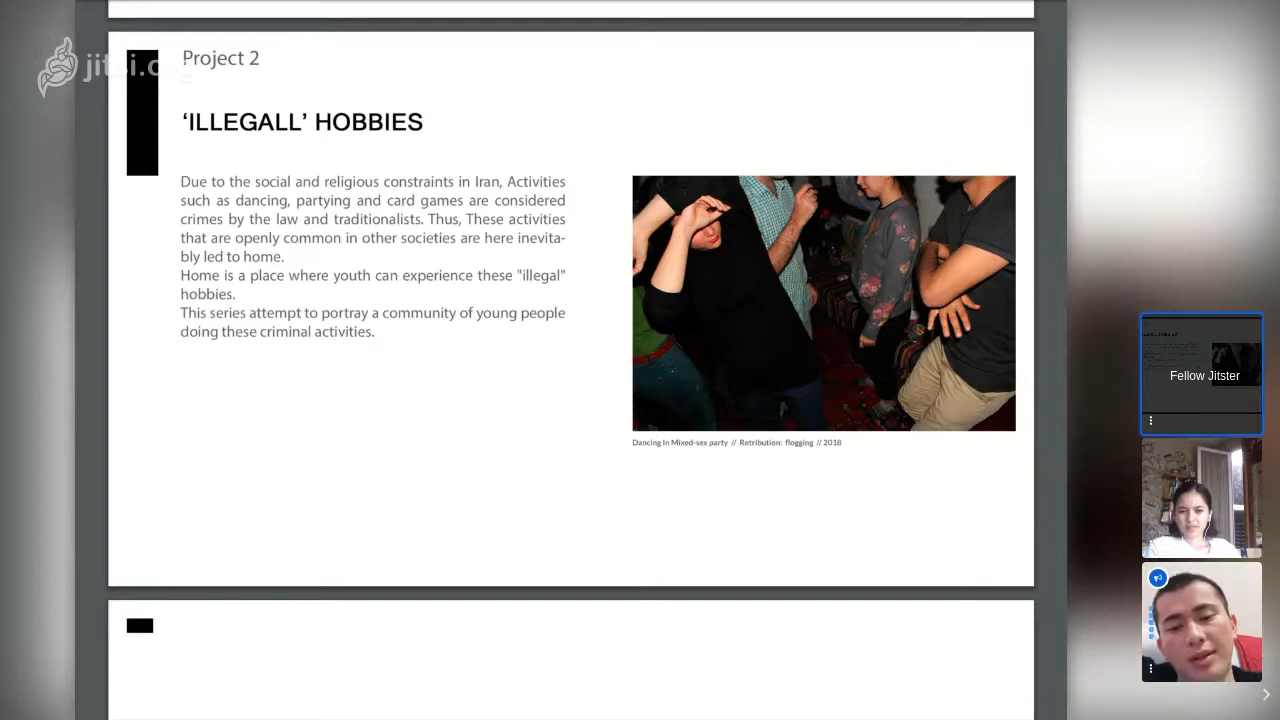 jitsi.org
Project 2
‘ILLEGALL’ HOBBIES
Due to the social and religious constraints in Iran, Activities
such as dancing, partying and card games are considered
crimes by the law and traditionalists. Thus, These activities
that are openly common in other societies are here inevita-
bly led to home.
Home is a place where youth can experience these "illegal"
hobbies.
This series attempt to portray a community of young people
doing these criminal activities.
Dancing in Mixed-sex party // Retribution: flogging // 2018
Fellow Jitster